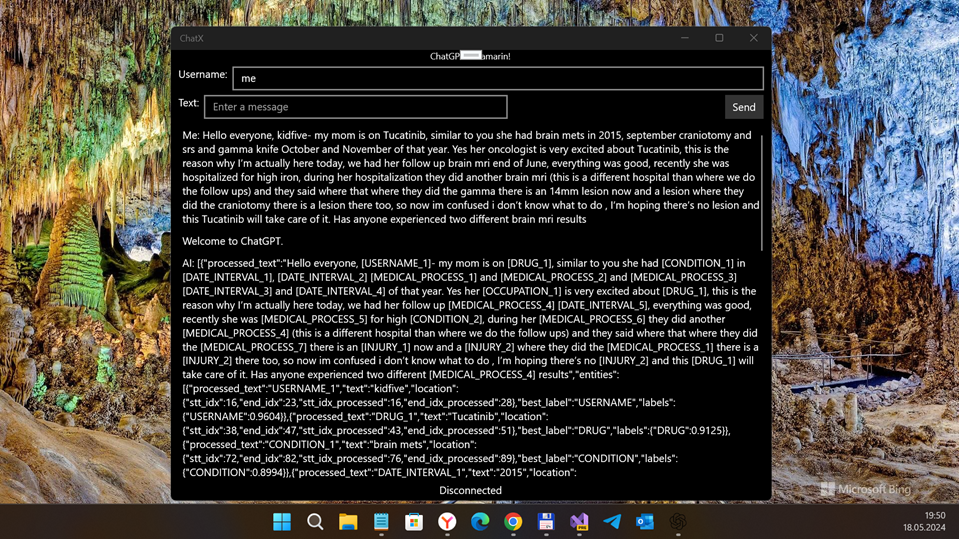 ChatX
ChatGP amarin!
Username:
me
Text:
Enter a message
Send
Me: Hello everyone, kidfive- my mom is on Tucatinib, similar to you she had brain mets in 2015, september craniotomy and
srs and gamma knife October and November of that year. Yes her oncologist is very excited about Tucatinib, this is the
reason why I'm actually here today, we had her follow up brain mri end of June, everything was good, recently she was
hospitalized for high iron, during her hospitalization they did another brain mri (this is a different hospital than where we do
the follow ups) and they said where that where they did the gamma there is an 14mm lesion now and a lesion where they
did the craniotomy there is a lesion there too, so now im confused i don't know what to do , I'm hoping there's no lesion and
this Tucatinib will take care of it. Has anyone experienced two different brain mri results
Welcome to ChatGPT.
AI: [{"processed_text":"Hello everyone, [USERNAME_1]- my mom is on [DRUG_1], similar to you she had [CONDITION_1] in
[DATE_INTERVAL_1], [DATE_INTERVAL_2] [MEDICAL_PROCESS_1] and [MEDICAL_PROCESS_2] and [MEDICAL_PROCESS_3]
[DATE_INTERVAL_3] and [DATE_INTERVAL_4] of that year. Yes her [OCCUPATION_1] is very excited about [DRUG_1], this is the
reason why I'm actually here today, we had her follow up [MEDICAL_PROCESS_4] [DATE_INTERVAL_5], everything was good,
recently she was [MEDICAL_PROCESS_5] for high [CONDITION_2], during her [MEDICAL_PROCESS_6] they did another
[MEDICAL_PROCESS_4] (this is a different hospital than where we do the follow ups) and they said where that where they did
the [MEDICAL_PROCESS_7] there is an [INJURY_1] now and a [INJURY_2] where they did the [MEDICAL_PROCESS_1] there is a
[INJURY_2] there too, so now im confused i don't know what to do , I'm hoping there's no [INJURY_2] and this [DRUG_1] will
take care of it. Has anyone experienced two different [MEDICAL_PROCESS_4] results","entities":
[{"processed_text":"USERNAME_1","text":"kidfive","location":
{"stt_idx":16,"end_idx":23,"stt_idx_processed":16,"end_idx_processed":28},"best_label":"USERNAME","labels":
{"USERNAME":0.9604}},{"processed_text":"DRUG_1","text":"Tucatinib","location":
{"stt_idx":38,"end_idx":47,"stt_idx_processed":43,"end_idx_processed":51},"best_label":"DRUG","labels":{"DRUG":0.9125}},
{"processed_text":"CONDITION_1","text":"brain mets","location":
{"stt_idx":72,"end_idx":82,"stt_idx_processed":76,"end_idx_processed":89},"best_label":"CONDITION","labels":
{"CONDITION":0.8994}},{"processed_text":"DATE_INTERVAL_1","text":"2015","location":
Disconnected
Microsoft Bing
19:50
18.05.2024